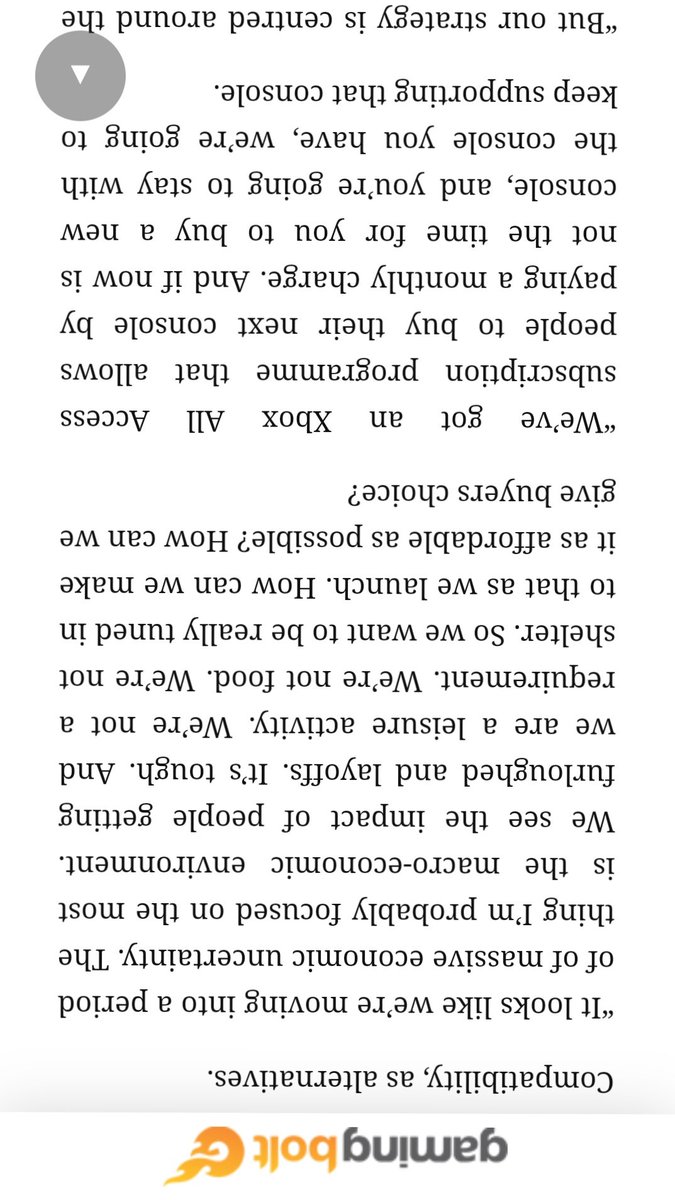 gamingbolt
Compatibility, as alternatives.
“It looks like we’re moving into a period
of of massive economic uncertainty. The
thing I’m probably focused on the most
is the macro-economic environment.
We see the impact of people getting
furloughed and layoffs. It’s tough. And
we are a leisure activity. We’re not a
requirement. We’re not food. We’re not
shelter. So we want to be really tuned in
to that as we launch. How can we make
it as affordable as possible? How can we
give buyers choice?
“We’ve got an Xbox All Access
subscription programme that allows
people to buy their next console by
paying a monthly charge. And if now is
not the time for you to buy a new
console, and you’re going to stay with
the console you have, we’re going to
keep supporting that console.
“But our strategy is centred around the